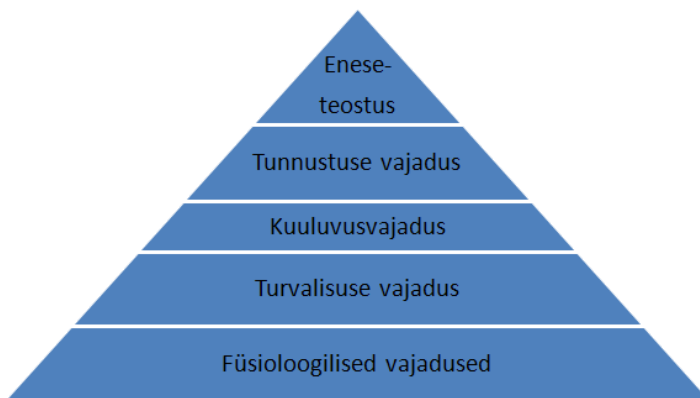 Enese-
teostus
Tunnustuse vajadus
Kuuluvusvajadus
Turvalisuse vajadus
Füsioloogilised vajadused